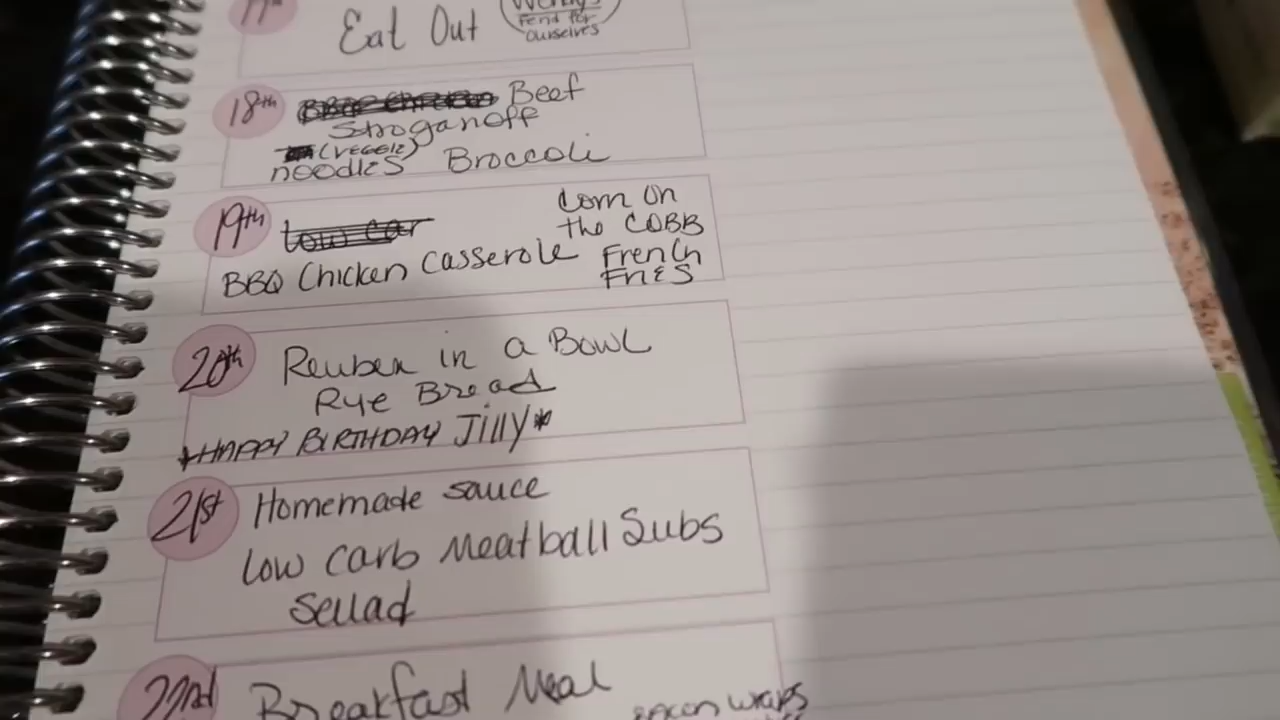 17th
Eat Out
Fend for
ourselves
18th Beef
Stroganoff
(veggie)
noodles Broccoli
19th Corn On
the COBB
BBQ Chicken Casserole French
Fries
20th Reuben in a Bowl
Rye Bread
*HAPPY BIRTHDAY Jilly*
21st Homemade sauce
Low carb Meatball Subs
Sallad
22nd Breakfast Meal
wraps